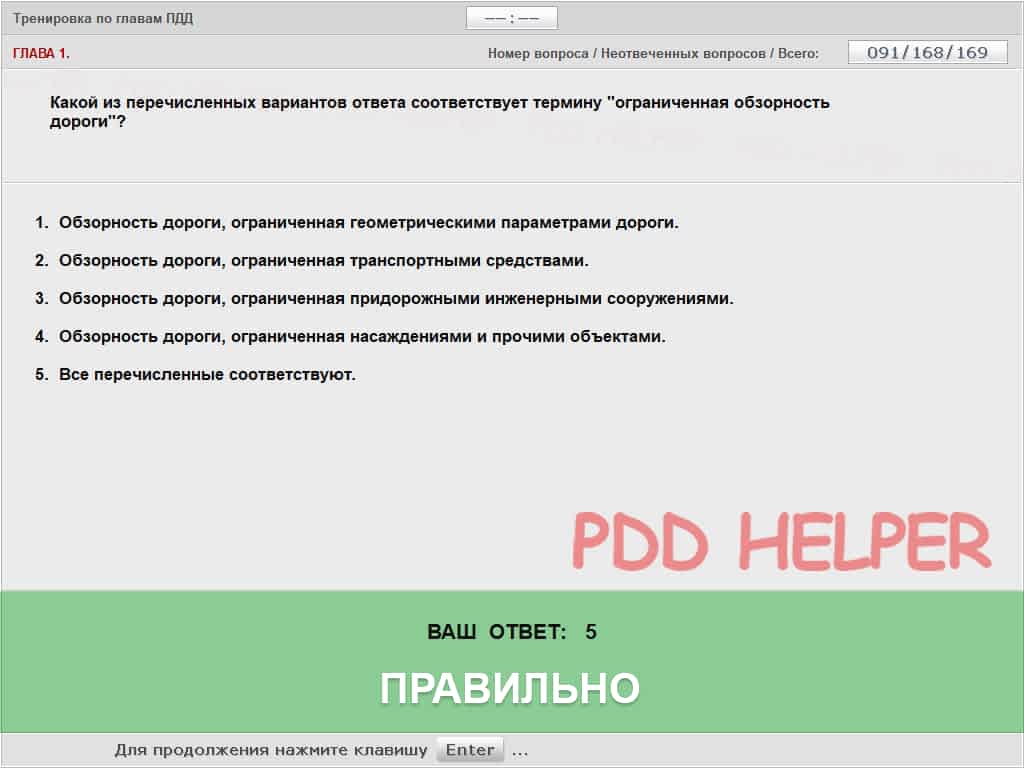 Тренировка по главам ПДД
—— : ——
ГЛАВА 1.
Номер вопроса / Неотвеченных вопросов / Всего:
091/168/169
Какой из перечисленных вариантов ответа соответствует термину "ограниченная обзорность
дороги"?
1. Обзорность дороги, ограниченная геометрическими параметрами дороги.
2. Обзорность дороги, ограниченная транспортными средствами.
3. Обзорность дороги, ограниченная придорожными инженерными сооружениями.
4. Обзорность дороги, ограниченная насаждениями и прочими объектами.
5. Все перечисленные соответствуют.
PDD HELPER
ВАШ ОТВЕТ: 5
ПРАВИЛЬНО
Для продолжения нажмите клавишу Enter ...